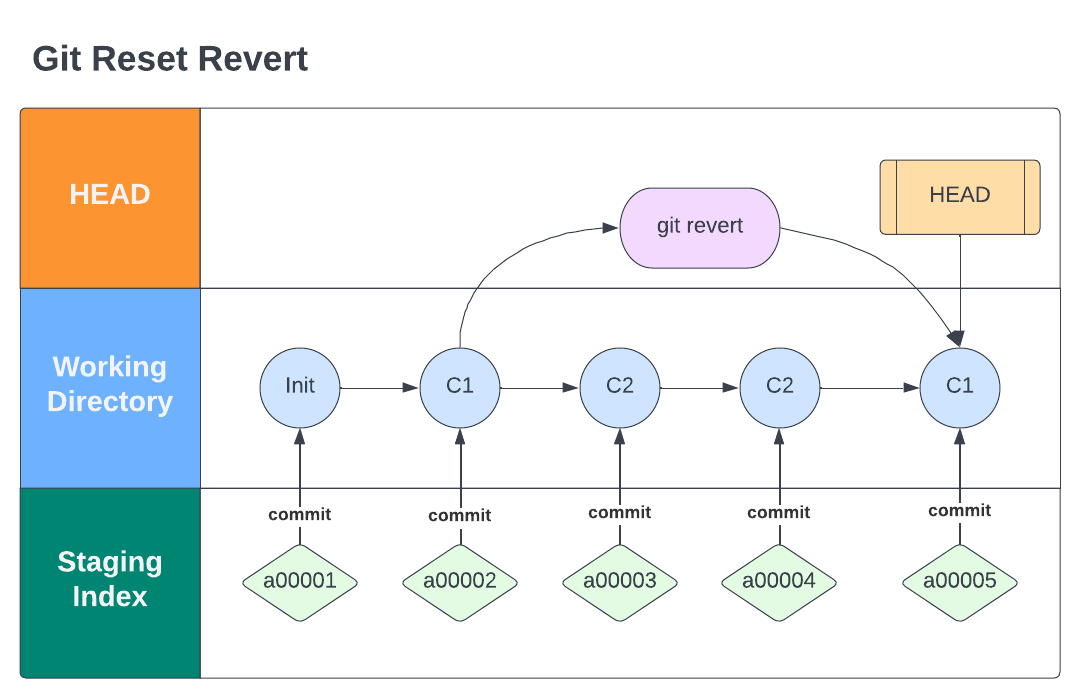 Git Reset Revert
HEAD
git revert
HEAD
Working
Directory
Init
C1
C2
C2
C1
Staging
Index
commit
commit
commit
commit
commit
a00001
a00002
a00003
a00004
a00005